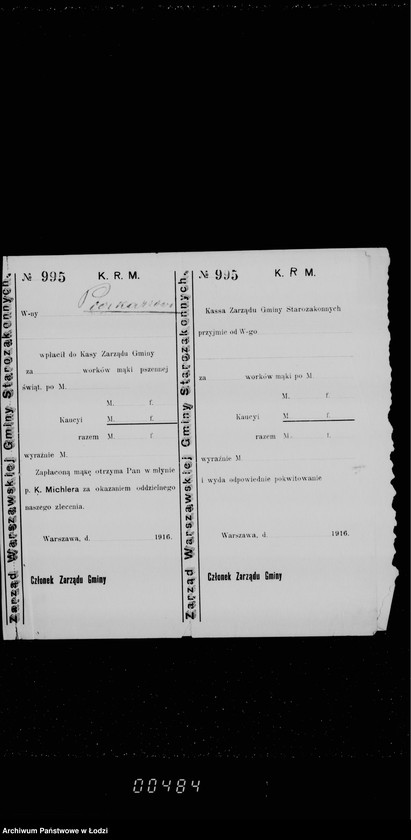 Zarząd Warszawskiej Gminy Starozakonnych.
№ 995 K. R. M.
W-ny
wpłacił do Kasy Zarządu Gminy
za worków mąki pszennej
świąt. po M.
M. f.
Kaucyi M. f.
razem M. f.
wyraźnie M.
Zapłaconą mąkę otrzyma Pan w młynie
p. K. Michlera za okazaniem oddzielnego
naszego zlecenia.
Warszawa, d. 1916.
Członek Zarządu Gminy
Zarząd Warszawskiej Gminy Starozakonnych.
№ 995 K. R. M.
Kassa Zarządu Gminy Starozakonnych
przyjmie od W-go
za worków mąki po M
M. f.
Kaucyi M. f.
razem M. f.
wyraźnie M
i wyda odpowiednie pokwitowanie
Warszawa, d. 1916.
Członek Zarządu Gminy
00484
Archiwum Państwowe w Łodzi